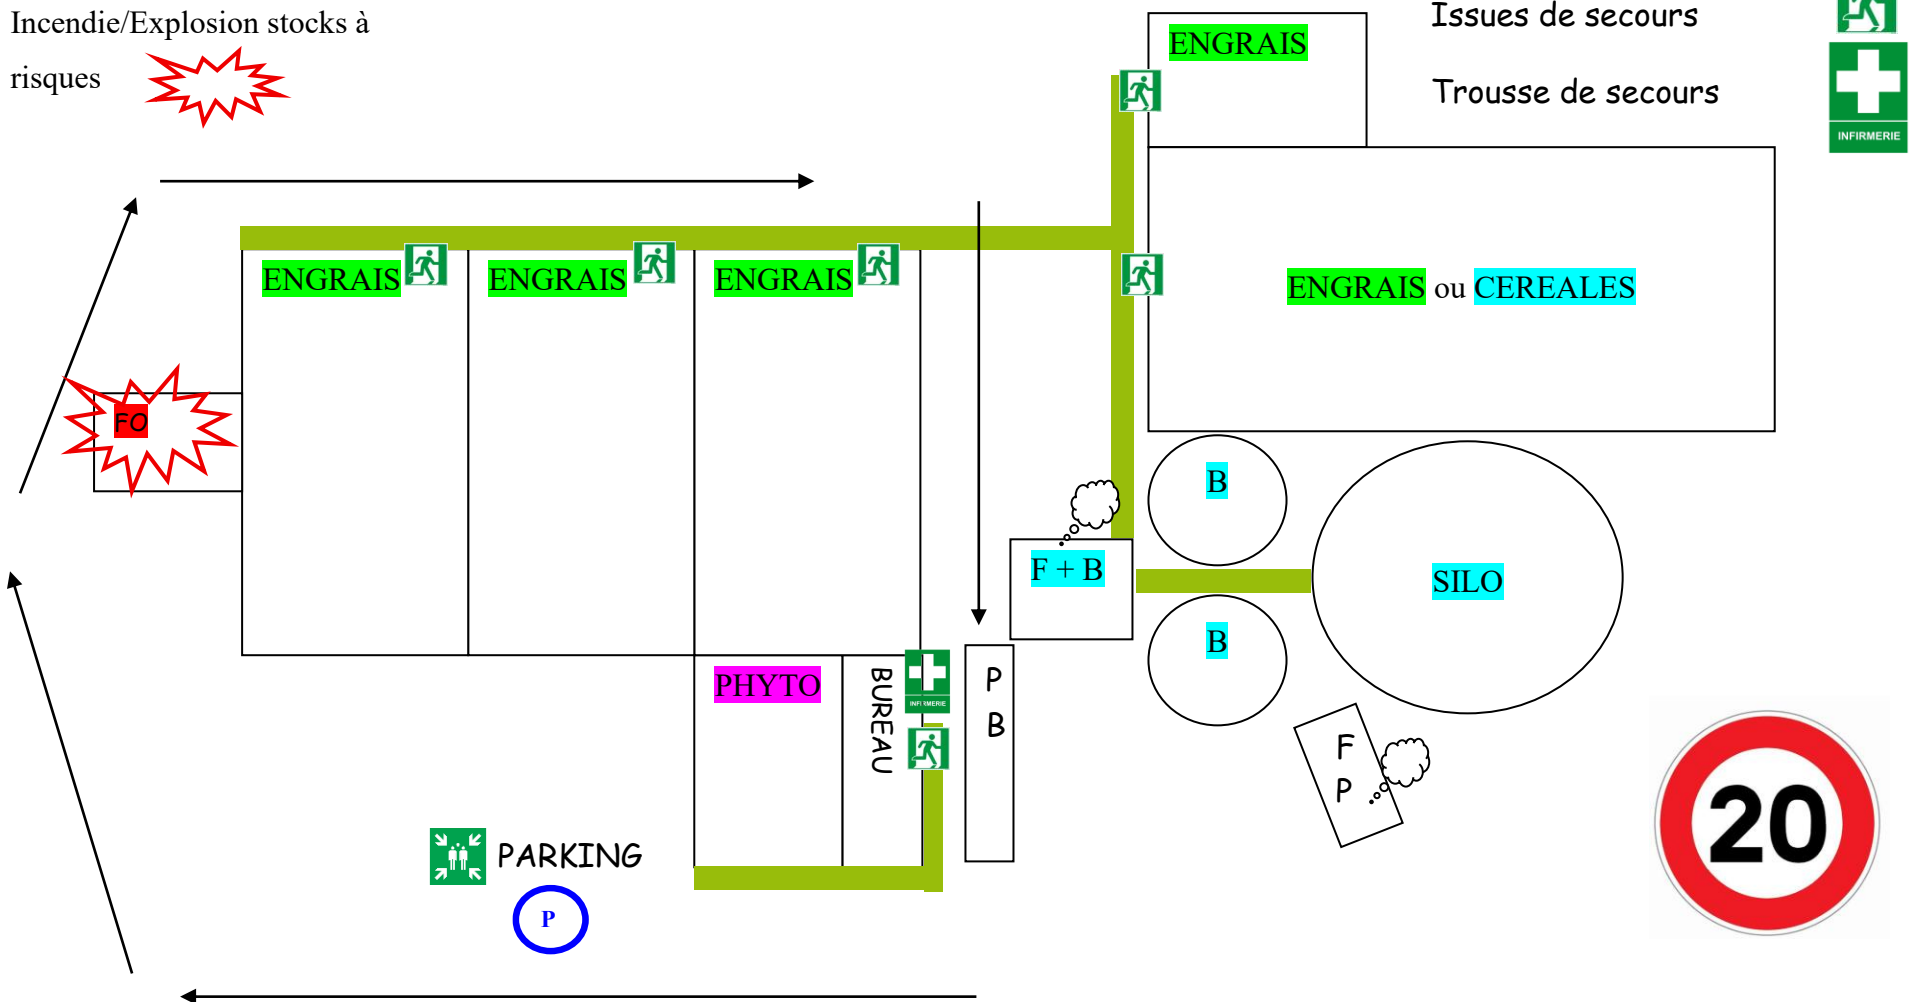 Incendie/Explosion stocks à
risques
Issues de secours
Trousse de secours
INFIRMERIE
ENGRAIS
ENGRAIS
ENGRAIS
ENGRAIS
ENGRAIS ou CEREALES
FO
B
F + B
SILO
B
PHYTO
BUREAU
INFIRMERIE
P
B
F
P
20
PARKING
P